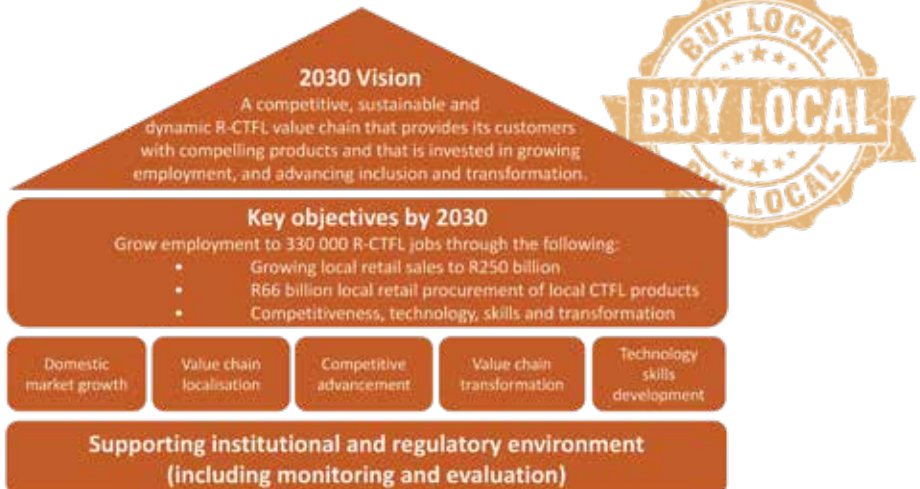 BUY LOCAL
BUY LOCAL
BUY LOCAL
2030 Vision
A competitive, sustainable and
dynamic R-CTFL value chain that provides its customers
with compelling products and that is invested in growing
employment, and advancing inclusion and transformation.
Key objectives by 2030
Grow employment to 330 000 R-CTFL jobs through the following:
• Growing local retail sales to R250 billion
• R66 billion local retail procurement of local CTFL products
• Competitiveness, technology, skills and transformation
Domestic
market growth
Value chain
localisation
Competitive
advancement
Value chain
transformation
Technology
skills
development
Supporting institutional and regulatory environment
(including monitoring and evaluation)